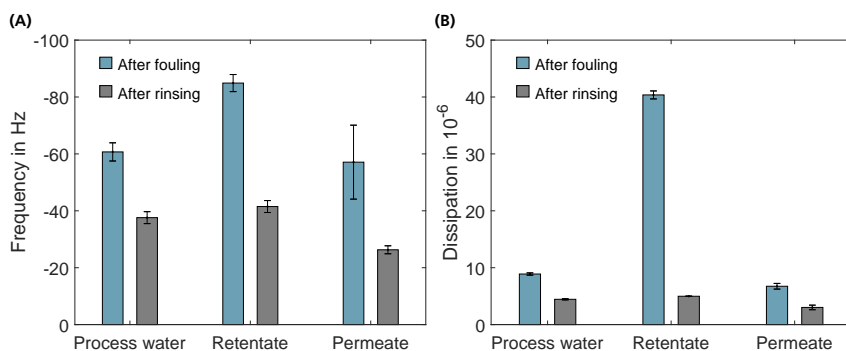 (A)
-100
-80
-60
-40
-20
0
Frequency in Hz
After fouling
After rinsing
Process water Retentate Permeate
(B)
50
40
30
20
10
0
Dissipation in 10⁻⁶
After fouling
After rinsing
Process water Retentate Permeate